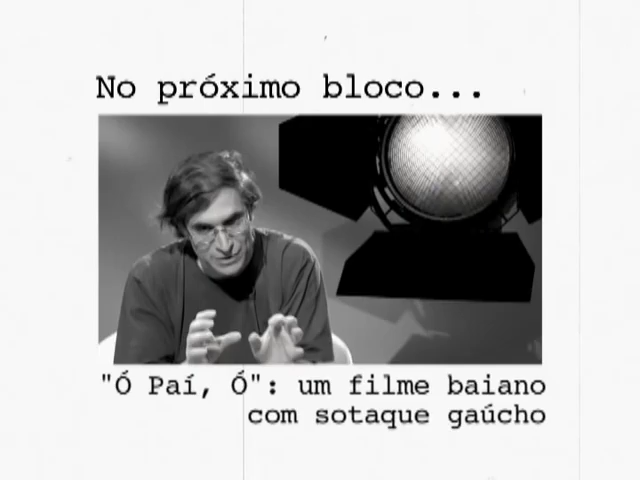 No próximo bloco...
"Ó Paí, Ó": um filme baiano
com sotaque gaúcho